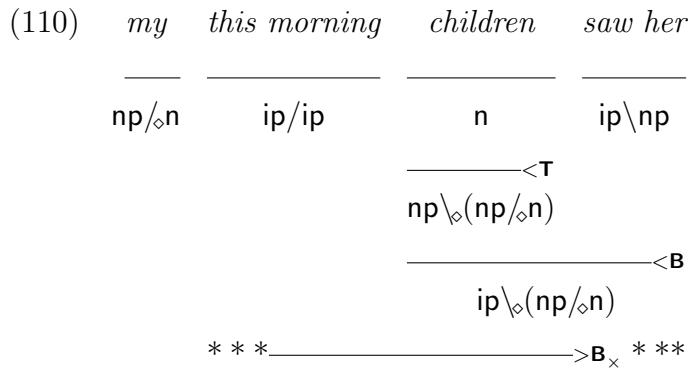 (110) my this morning children saw her
np/⋄n ip/ip n ip\np
<T
np\⋄(np/⋄n)
<B
ip\⋄(np/⋄n)
* * * >B× * **